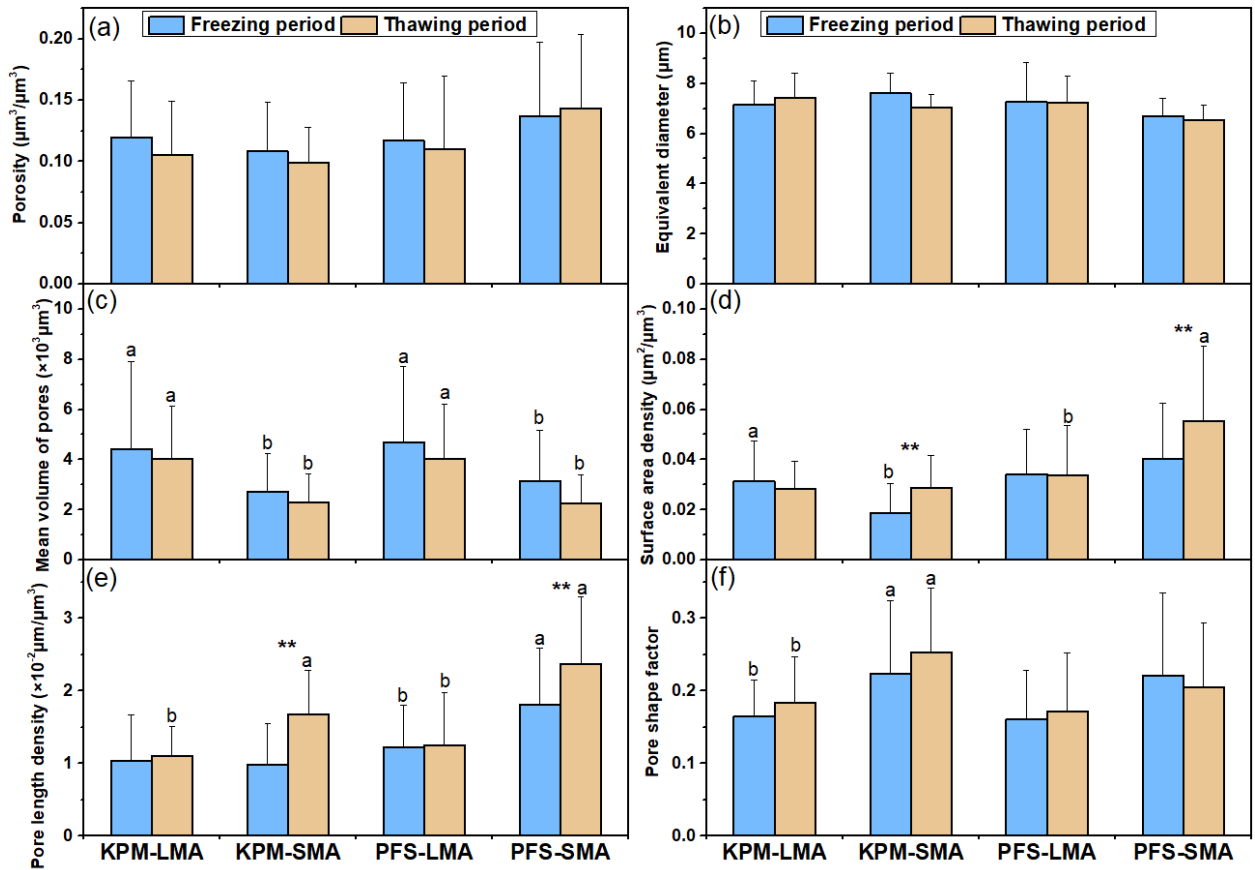 (a)
Freezing period
Thawing period
0.20
0.15
0.10
0.05
0.00
Porosity (μm³/μm³)
(b)
Freezing period
Thawing period
10
8
6
4
2
0
Equivalent diameter (μm)
(c)
10
8
6
4
2
0
Mean volume of pores (×10³μm³)
a
a
b
b
a
a
b
b
(d)
0.10
0.08
0.06
0.04
0.02
0.00
Surface area density (μm²/μm³)
a
b
**
b
**
a
(e)
3
2
1
0
Pore length density (×10⁻²μm/μm³)
b
**
a
b
b
a
**
a
KPM-LMA
KPM-SMA
PFS-LMA
PFS-SMA
(f)
0.3
0.2
0.1
0.0
Pore shape factor
b
b
a
a
KPM-LMA
KPM-SMA
PFS-LMA
PFS-SMA